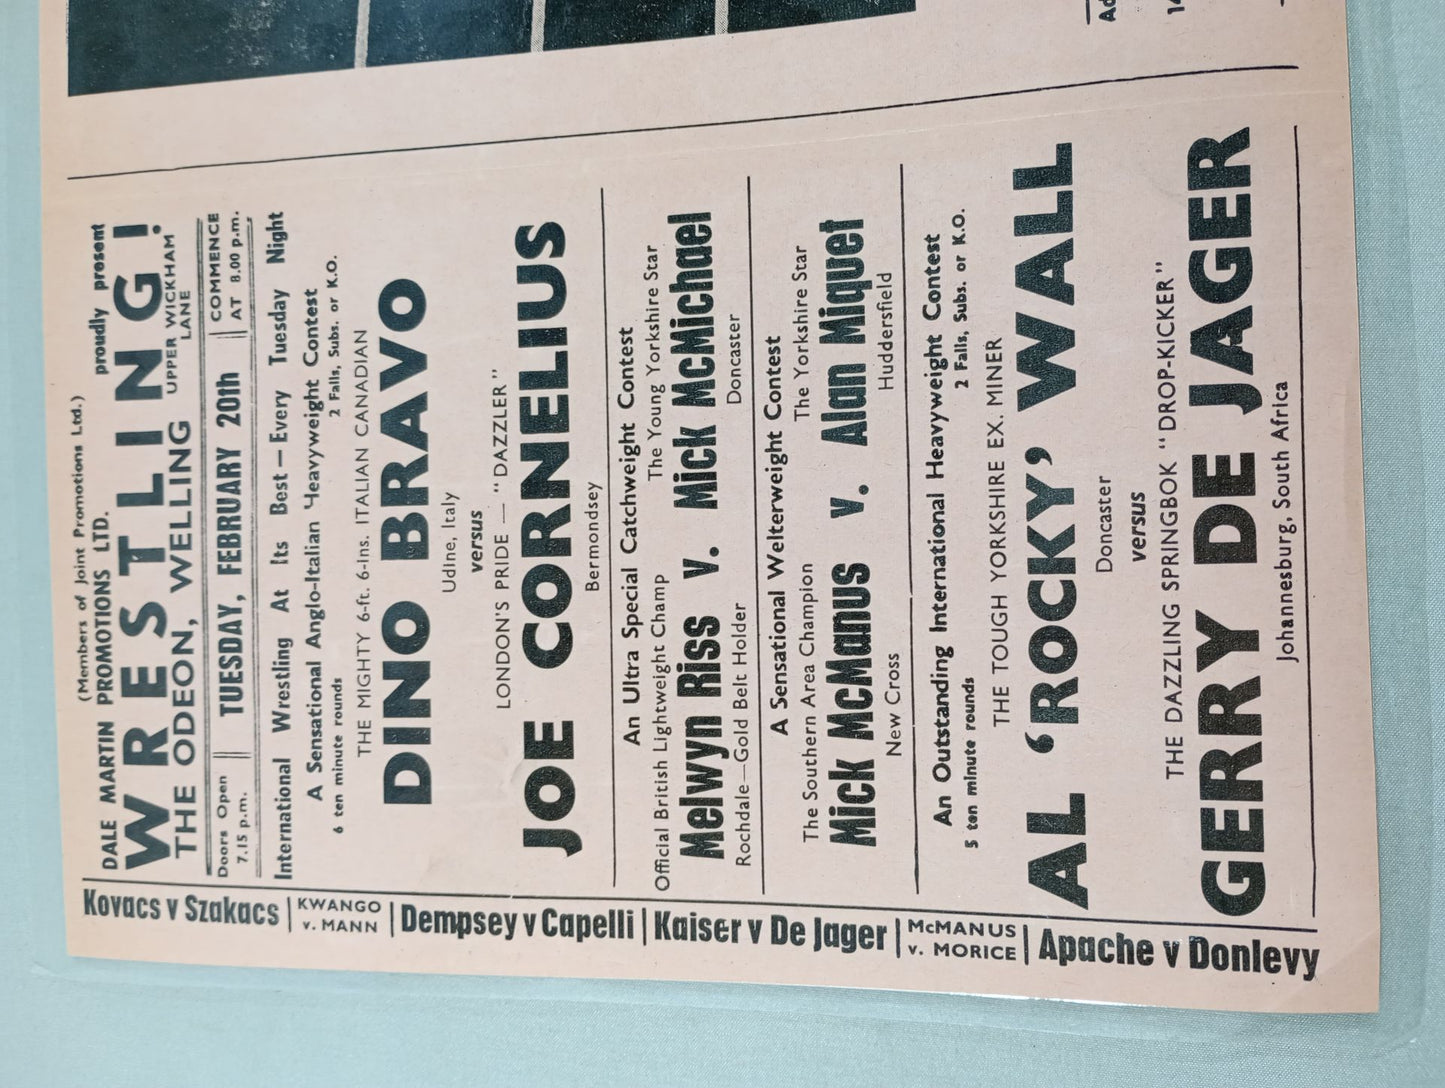 (Members of Joint Promotions Ltd.)
DALE MARTIN PROMOTIONS LTD. proudly present
WRESTLING!
THE ODEON, WELLING UPPER WICKHAM LANE
Doors Open 7.15 p.m. TUESDAY, FEBRUARY 20th COMMENCE AT 8.00 p.m.
International Wrestling At Its Best — Every Tuesday Night
A Sensational Anglo-Italian Heavyweight Contest
6 ten minute rounds 2 Falls, Subs. or K.O.
THE MIGHTY 6-ft. 6-ins. ITALIAN CANADIAN
DINO BRAVO
Udine, Italy
versus
LONDON'S PRIDE — "DAZZLER"
JOE CORNELIUS
Bermondsey
An Ultra Special Catchweight Contest
Official British Lightweight Champ The Young Yorkshire Star
Melwyn Riss v. Mick McMichael
Rochdale—Gold Belt Holder Doncaster
A Sensational Welterweight Contest
The Southern Area Champion The Yorkshire Star
Mick McManus v. Alan Miquet
New Cross Huddersfield
An Outstanding International Heavyweight Contest
5 ten minute rounds 2 Falls, Subs. or K.O.
THE TOUGH YORKSHIRE EX. MINER
AL 'ROCKY' WALL
Doncaster
versus
THE DAZZLING SPRINGBOK "DROP-KICKER"
GERRY DE JAGER
Johannesburg, South Africa
Kovacs v Szakacs
KWANGO
v. MANN
Dempsey v Capelli
Kaiser v De Jager
McMANUS
v. MORICE
Apache v Donlevy